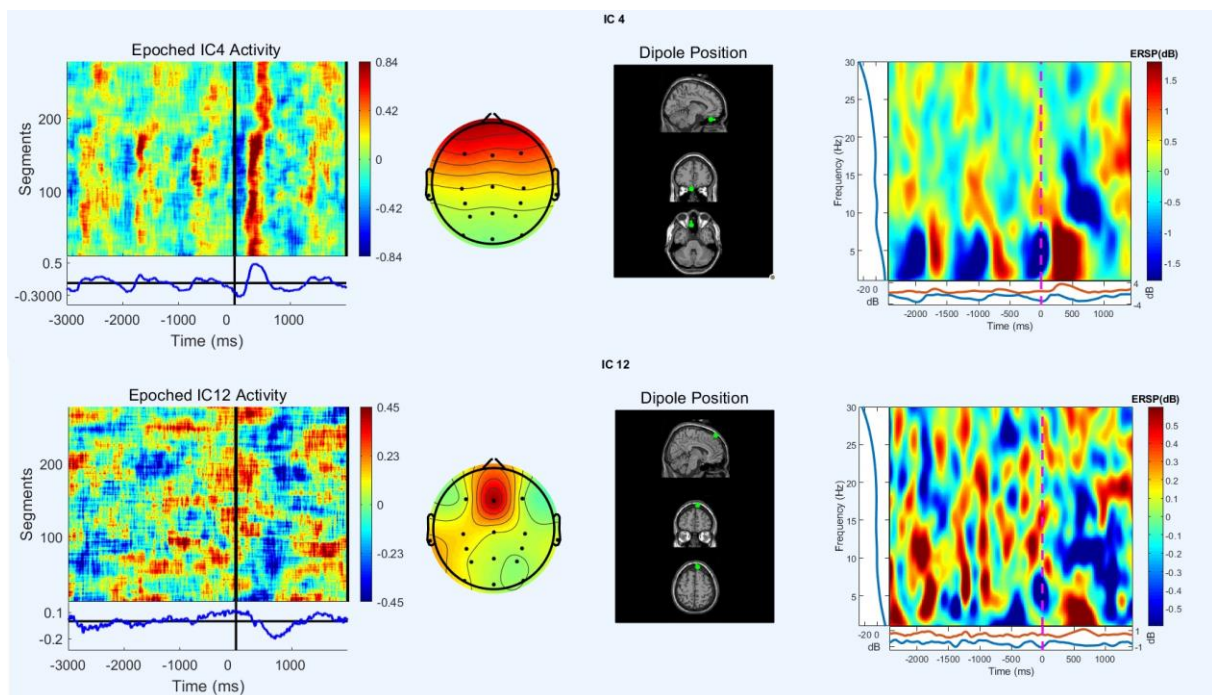 IC 4
Epoched IC4 Activity
Dipole Position
ERSP(dB)
Segments
200
100
0.84
0.42
0
-0.42
-0.84
0.5
-0.3000
-3000 -2000 -1000 0 1000
Time (ms)
Frequency (Hz)
30
25
20
15
10
5
1.5
1
0.5
0
-0.5
-1
-1.5
-20 0
dB
4
-4
dB
-2000 -1500 -1000 -500 0 500 1000
Time (ms)
IC 12
Epoched IC12 Activity
Dipole Position
ERSP(dB)
Segments
200
100
0.45
0.23
0
-0.23
-0.45
0.1
-0.2
-3000 -2000 -1000 0 1000
Time (ms)
Frequency (Hz)
30
25
20
15
10
5
0.5
0.4
0.3
0.2
0.1
0
-0.1
-0.2
-0.3
-0.4
-0.5
-20 0
dB
1
-1
dB
-2000 -1500 -1000 -500 0 500 1000
Time (ms)